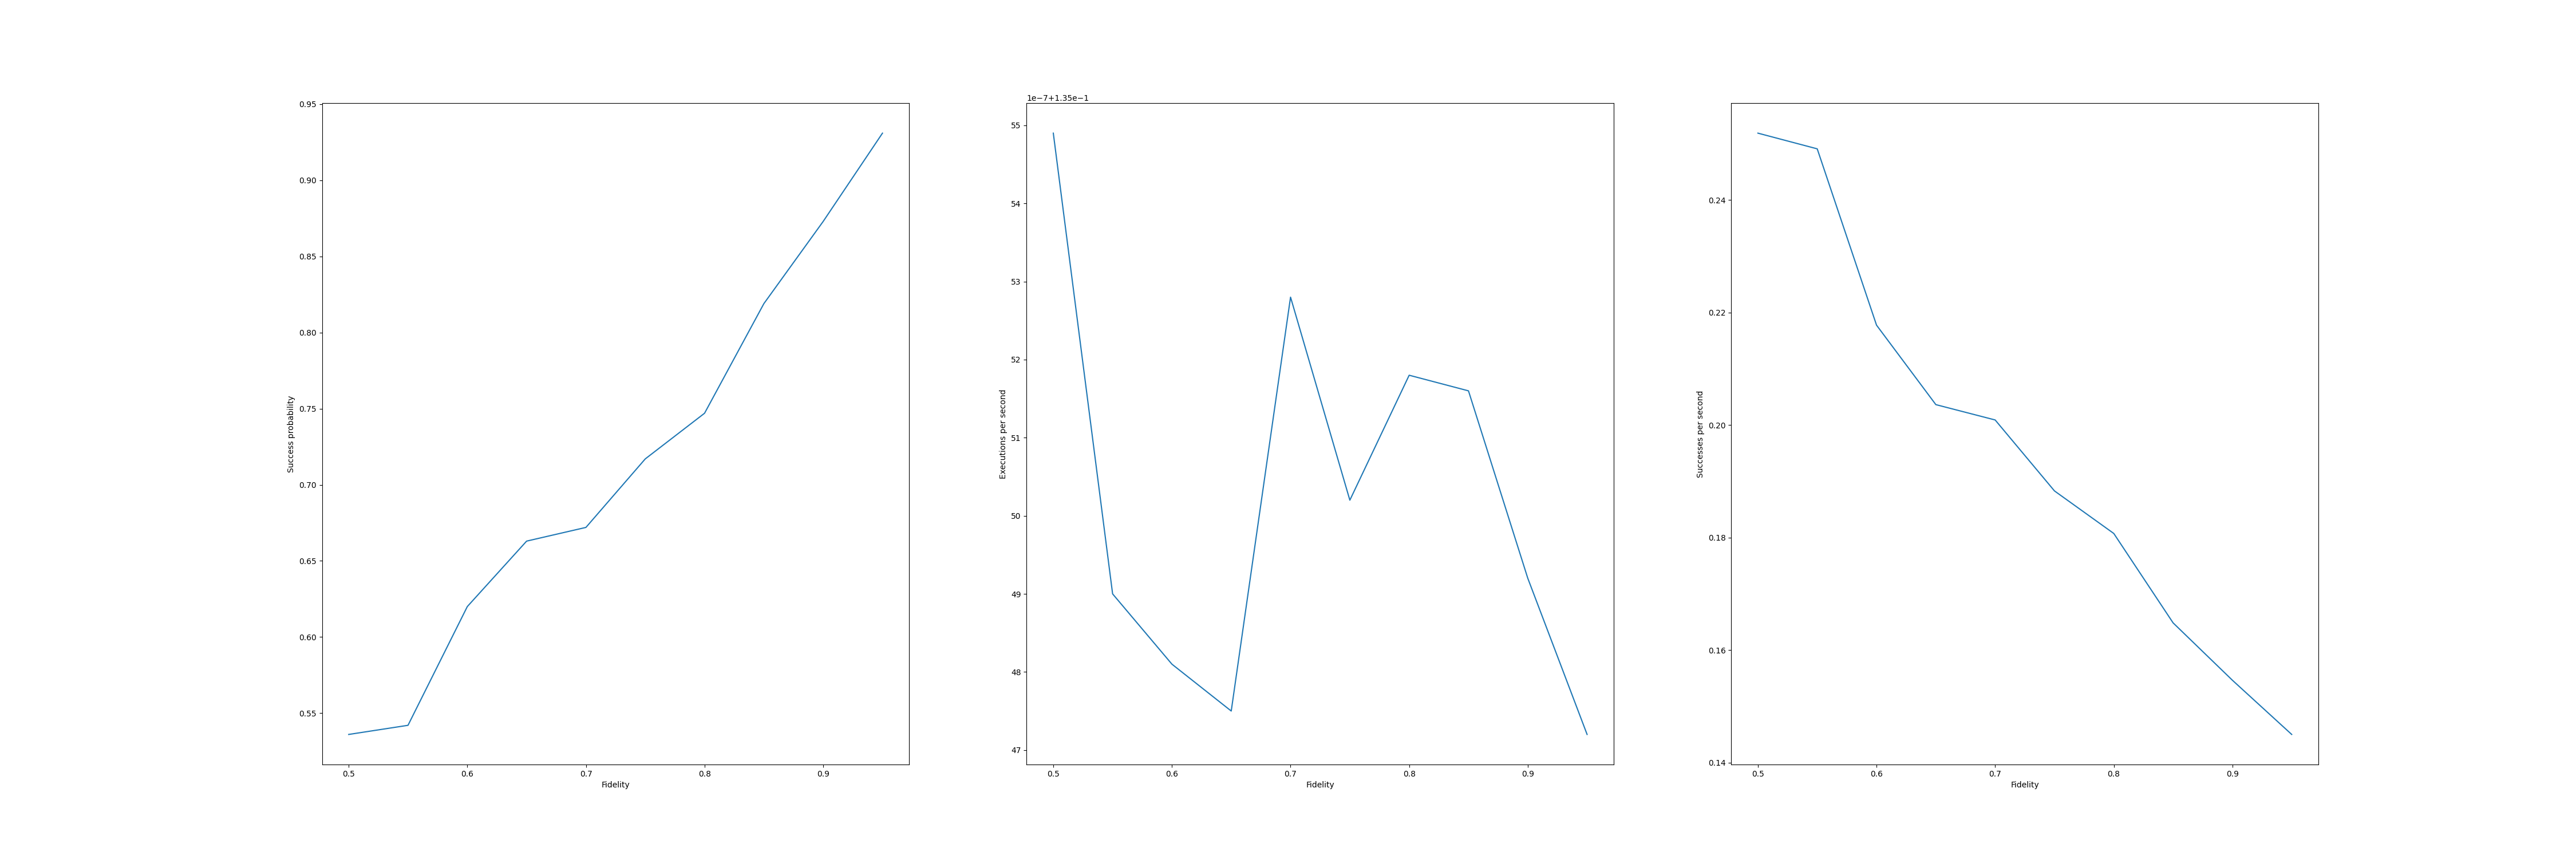 0.95
0.90
0.85
0.80
0.75
0.70
0.65
0.60
0.55
Success probability
0.5 0.6 0.7 0.8 0.9
Fidelity
1e−7+1.35e−1
55
54
53
52
51
50
49
48
47
Executions per second
0.5 0.6 0.7 0.8 0.9
Fidelity
0.24
0.22
0.20
0.18
0.16
0.14
Successes per second
0.5 0.6 0.7 0.8 0.9
Fidelity